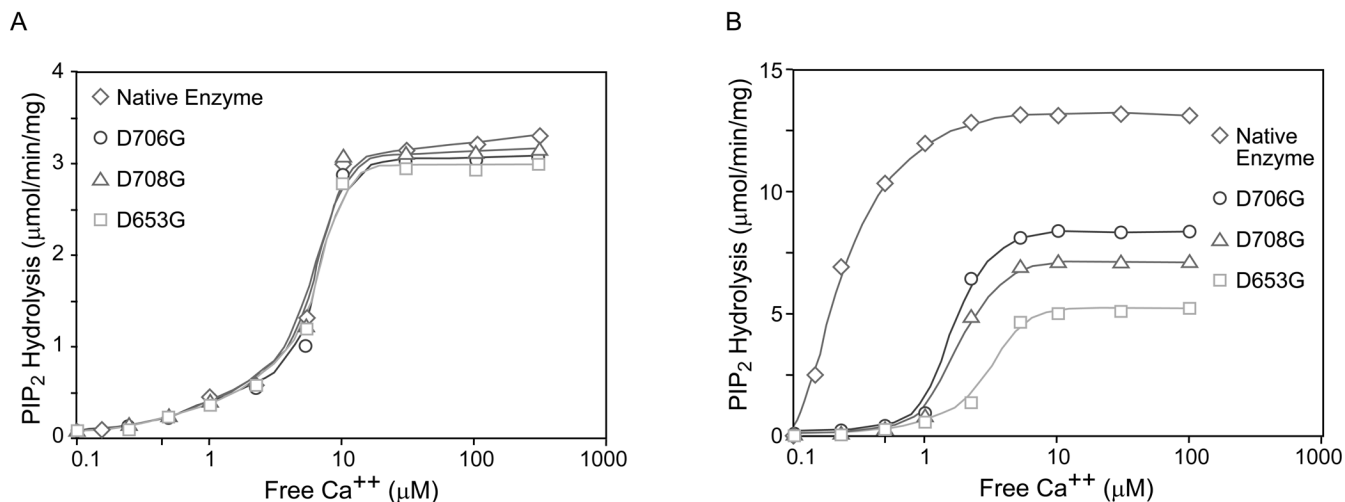 A
PIP2 Hydrolysis (μmol/min/mg)
4
3
2
1
0
Native Enzyme
D706G
D708G
D653G
0.1
1
10
100
1000
Free Ca++ (μM)
B
PIP2 Hydrolysis (μmol/min/mg)
15
10
5
0
Native
Enzyme
D706G
D708G
D653G
0.1
1
10
100
1000
Free Ca++ (μM)